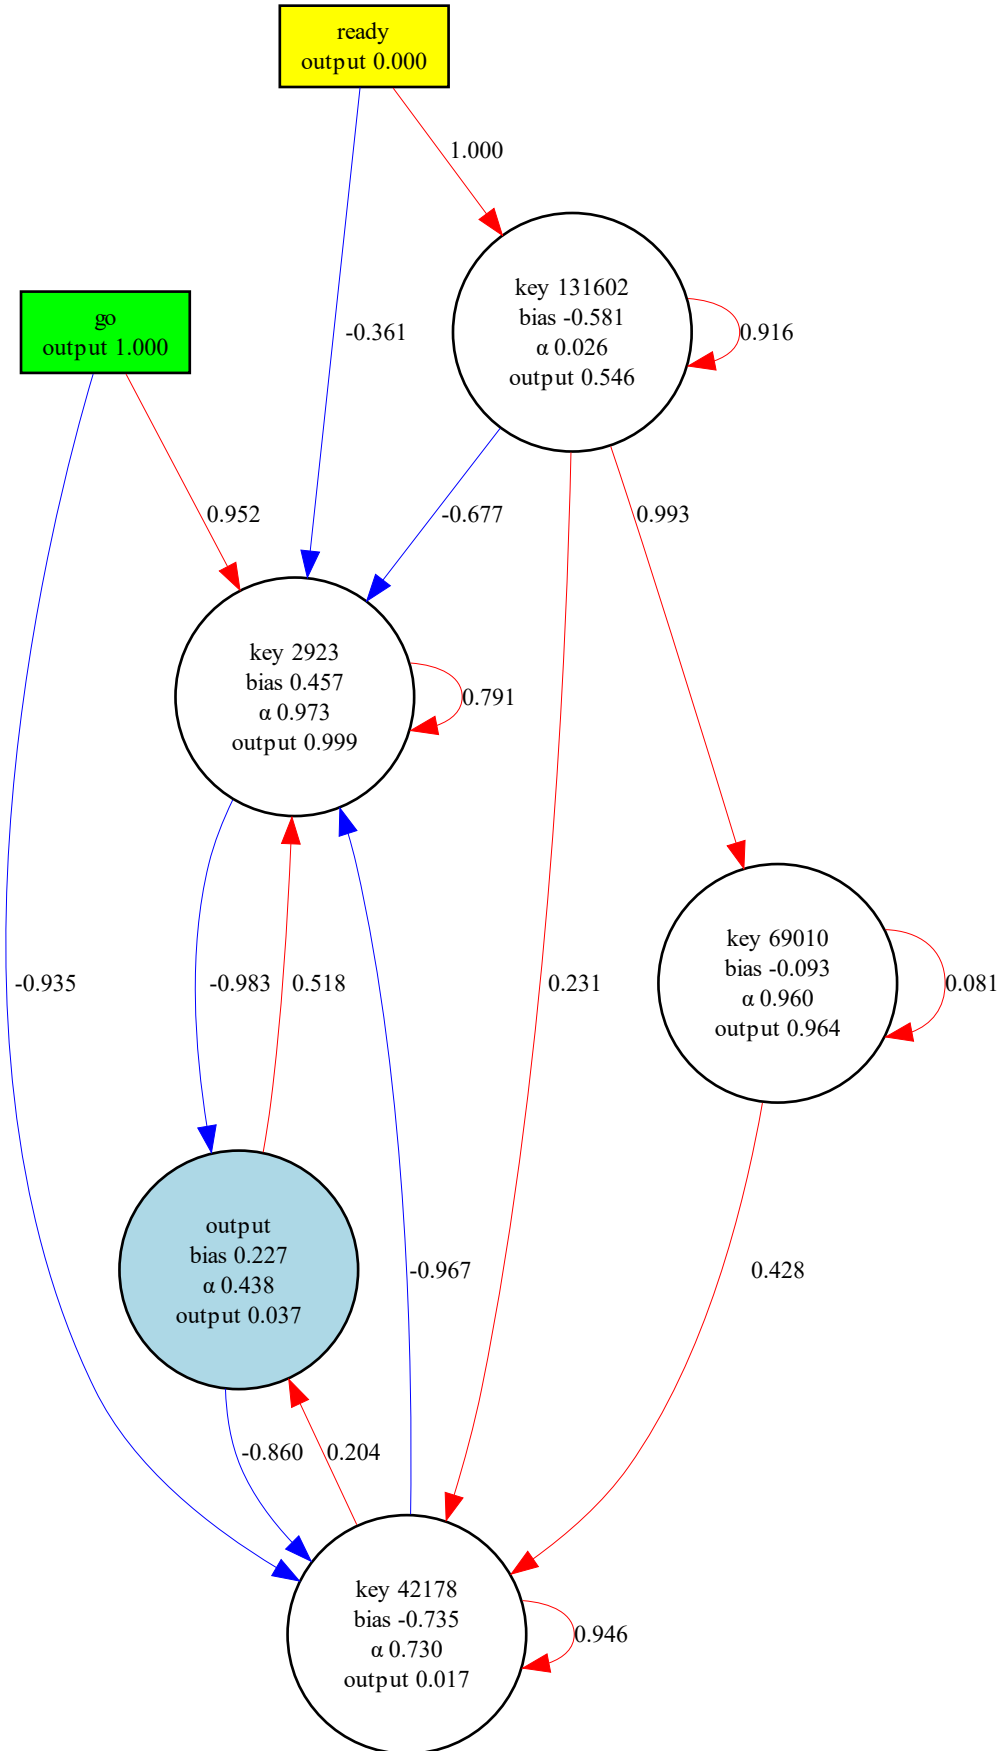 ready
output 0.000
1.000
key 131602
bias -0.581
α 0.026
output 0.546
0.916
-0.361
go
output 1.000
0.952
-0.677
0.993
key 2923
bias 0.457
α 0.973
output 0.999
0.791
key 69010
bias -0.093
α 0.960
output 0.964
0.081
-0.935
-0.983
0.518
0.231
output
bias 0.227
α 0.438
output 0.037
-0.967
0.428
-0.860
0.204
key 42178
bias -0.735
α 0.730
output 0.017
0.946